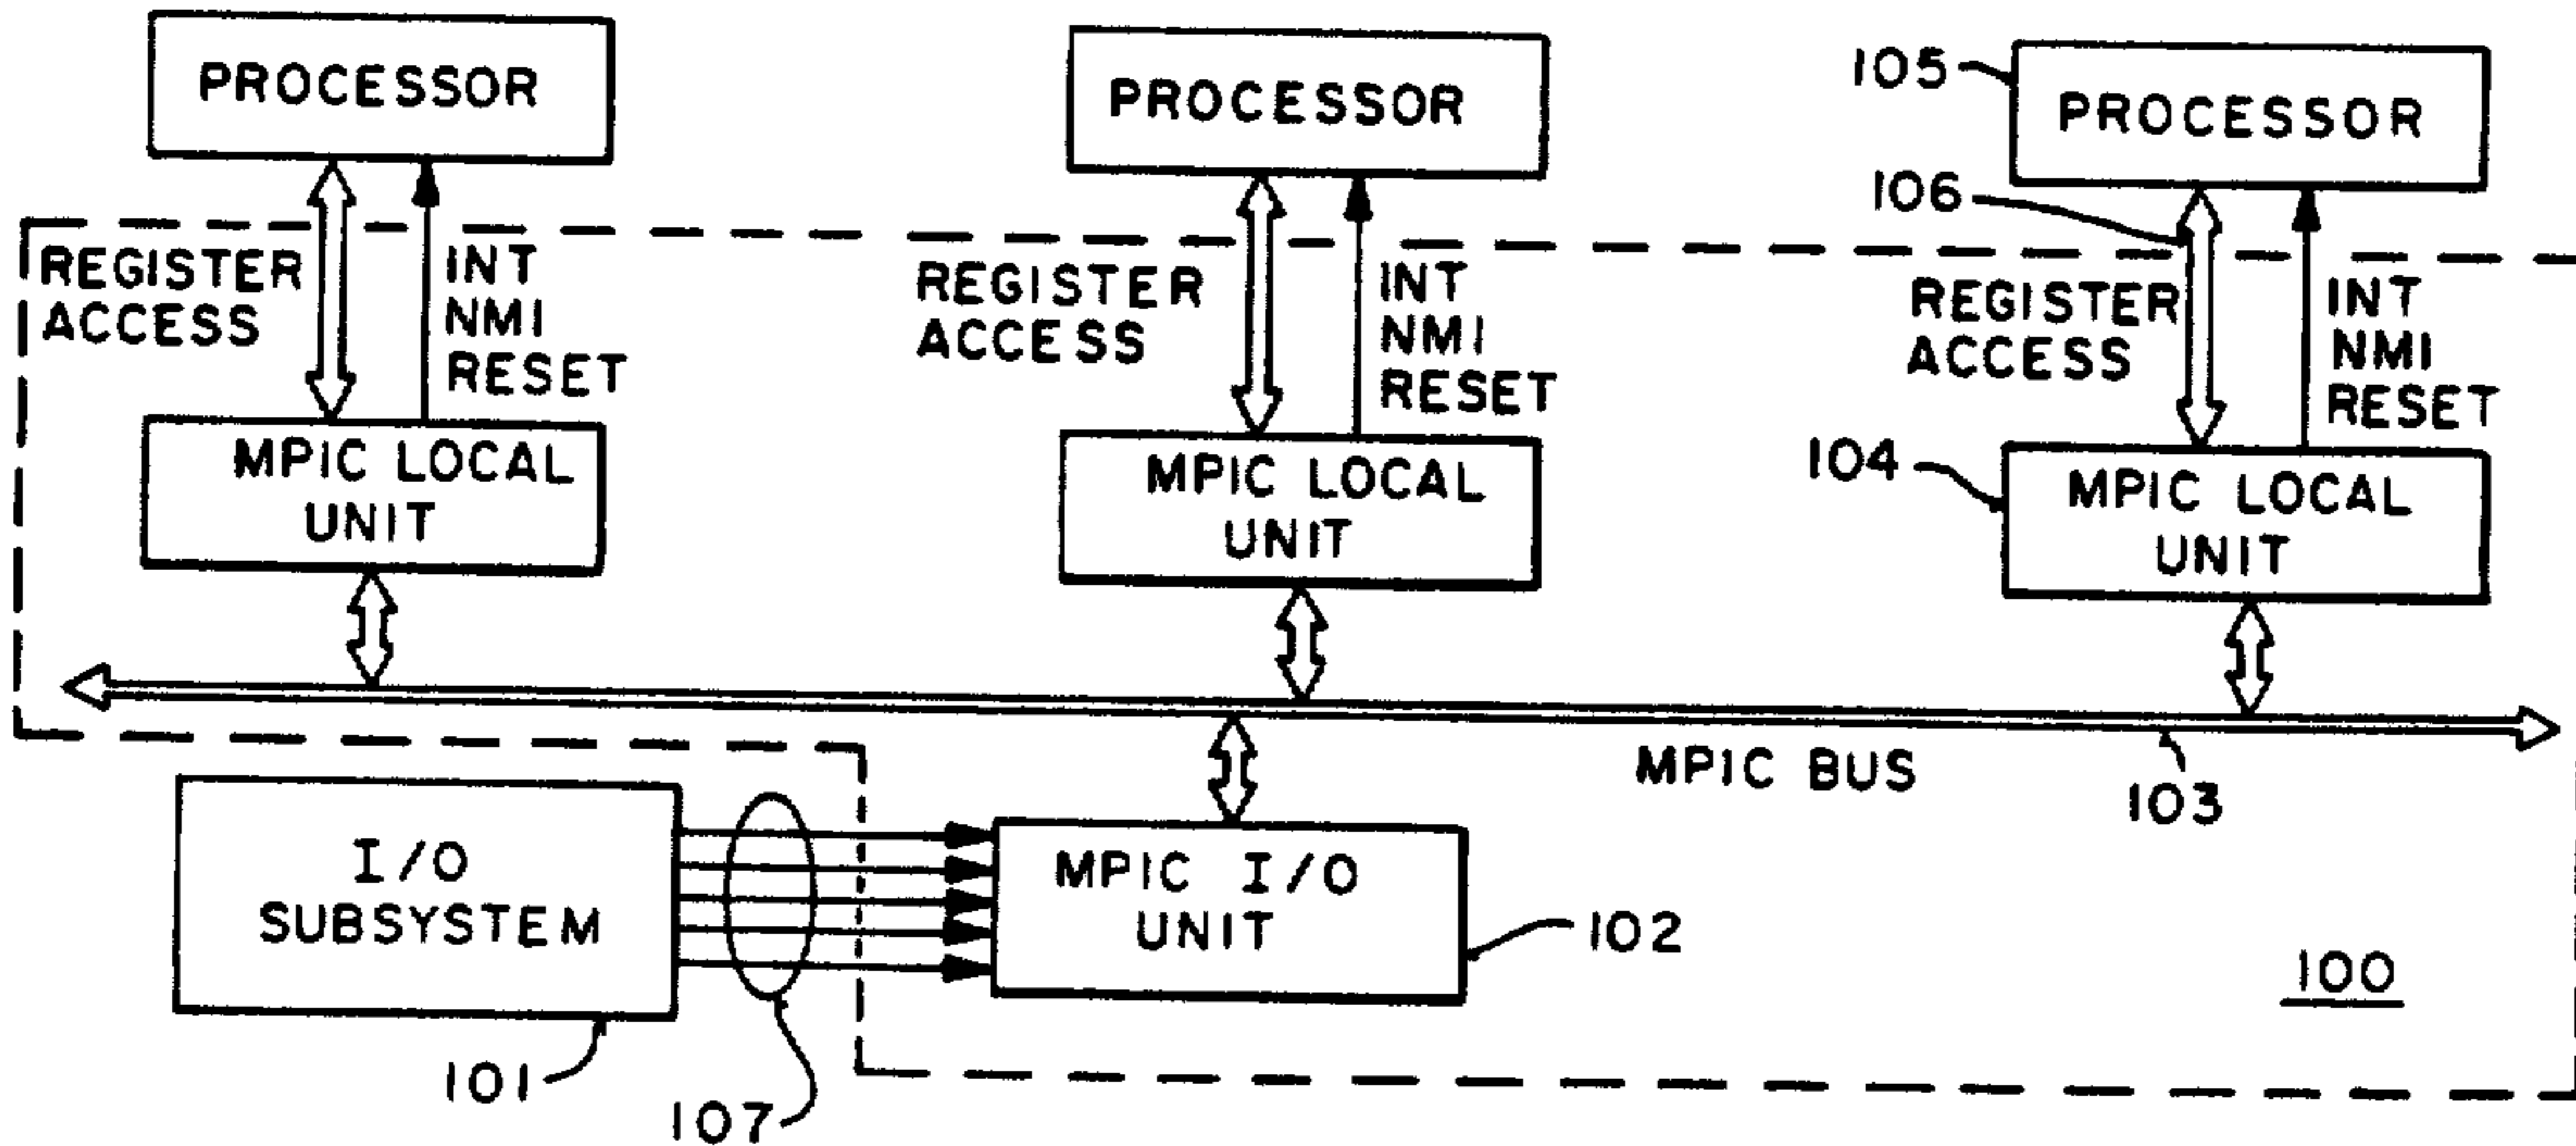 PROCESSOR
PROCESSOR
105
PROCESSOR
106
REGISTER
ACCESS
INT
NMI
RESET
REGISTER
ACCESS
INT
NMI
RESET
REGISTER
ACCESS
INT
NMI
RESET
MPIC LOCAL
UNIT
MPIC LOCAL
UNIT
104
MPIC LOCAL
UNIT
MPIC BUS
103
I/O
SUBSYSTEM
MPIC I/O
UNIT
102
100
101
107